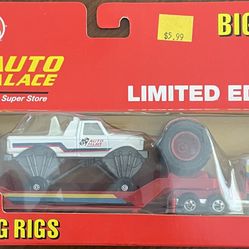 BIG
$5.99
AUTO
PALACE
Super Store
LIMITED ED
AUTO
PALACE
G RIGS